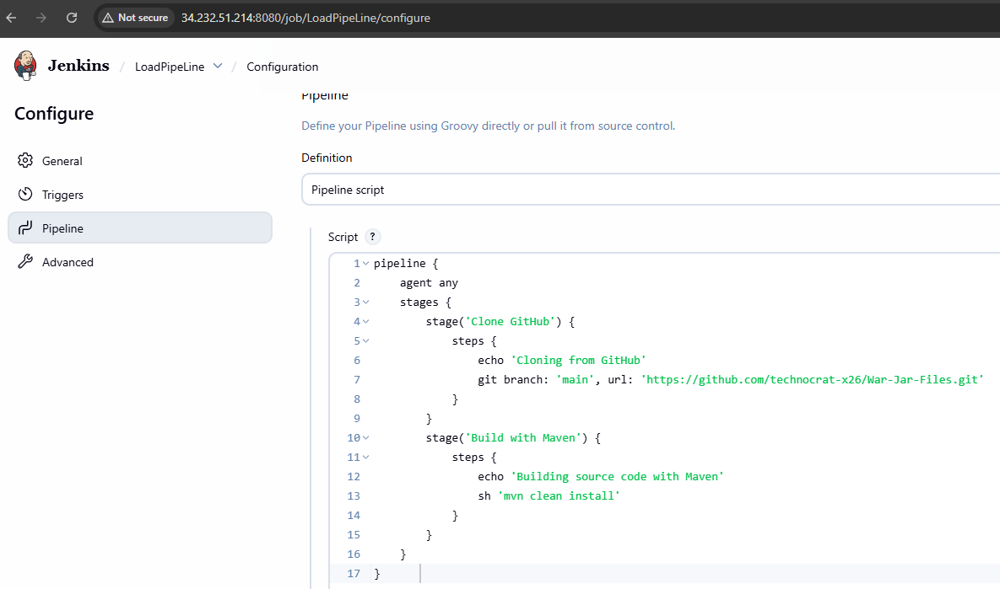 Not secure 34.232.51.214:8080/job/LoadPipeLine/configure
Jenkins / LoadPipeLine / Configuration
Configure
General
Triggers
Pipeline
Advanced
Pipeline
Define your Pipeline using Groovy directly or pull it from source control.
Definition
Pipeline script
Script ?
1 pipeline {
2     agent any
3     stages {
4         stage('Clone GitHub') {
5             steps {
6                 echo 'Cloning from GitHub'
7                 git branch: 'main', url: 'https://github.com/technocrat-x26/War-Jar-Files.git'
8             }
9         }
10         stage('Build with Maven') {
11             steps {
12                 echo 'Building source code with Maven'
13                 sh 'mvn clean install'
14             }
15         }
16     }
17 }